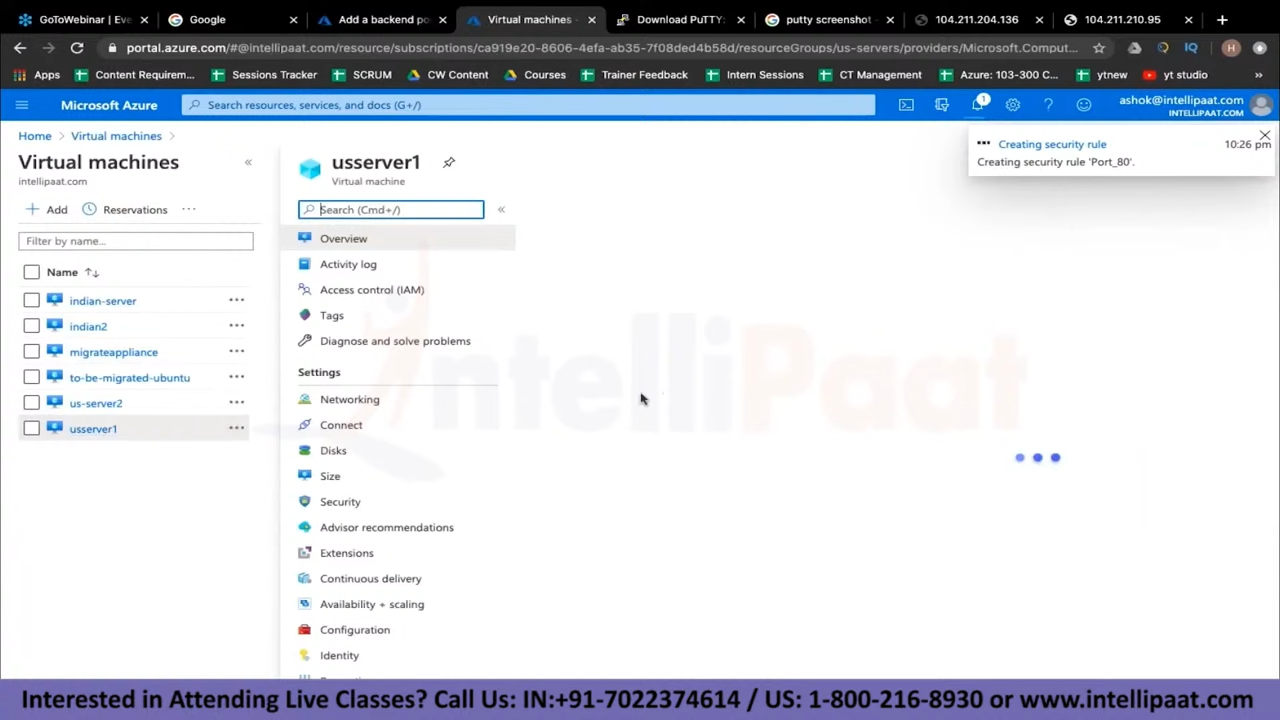 GoToWebinar | Eve
Google
Add a backend po
Virtual machines -
Download PuTTY:
putty screenshot -
104.211.204.136
104.211.210.95
portal.azure.com/#@intellipaat.com/resource/subscriptions/ca919e20-8606-4efa-ab35-7f08ded4b58d/resourceGroups/us-servers/providers/Microsoft.Comput...
Apps
Content Requirem...
Sessions Tracker
SCRUM
CW Content
Courses
Trainer Feedback
Intern Sessions
CT Management
Azure: 103-300 C...
ytnew
yt studio
»
Microsoft Azure
Search resources, services, and docs (G+/)
1
ashok@intellipaat.com
INTELLIPAAT.COM
Home > Virtual machines >
Creating security rule
10:26 pm
Creating security rule 'Port_80'.
Virtual machines
intellipaat.com
Add
Reservations
Filter by name...
Name
indian-server
indian2
migrateappliance
to-be-migrated-ubuntu
us-server2
usserver1
usserver1
Virtual machine
Search (Cmd+/)
Overview
Activity log
Access control (IAM)
Tags
Diagnose and solve problems
Settings
Networking
Connect
Disks
Size
Security
Advisor recommendations
Extensions
Continuous delivery
Availability + scaling
Configuration
Identity
IntelliPaat
Interested in Attending Live Classes? Call Us: IN:+91-7022374614 / US: 1-800-216-8930 or www.intellipaat.com